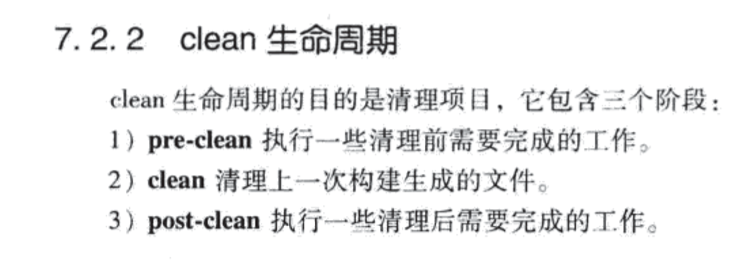 7.2.2 clean 生命周期
clean 生命周期的目的是清理项目，它包含三个阶段：
1）pre-clean 执行一些清理前需要完成的工作。
2）clean 清理上一次构建生成的文件。
3）post-clean 执行一些清理后需要完成的工作。